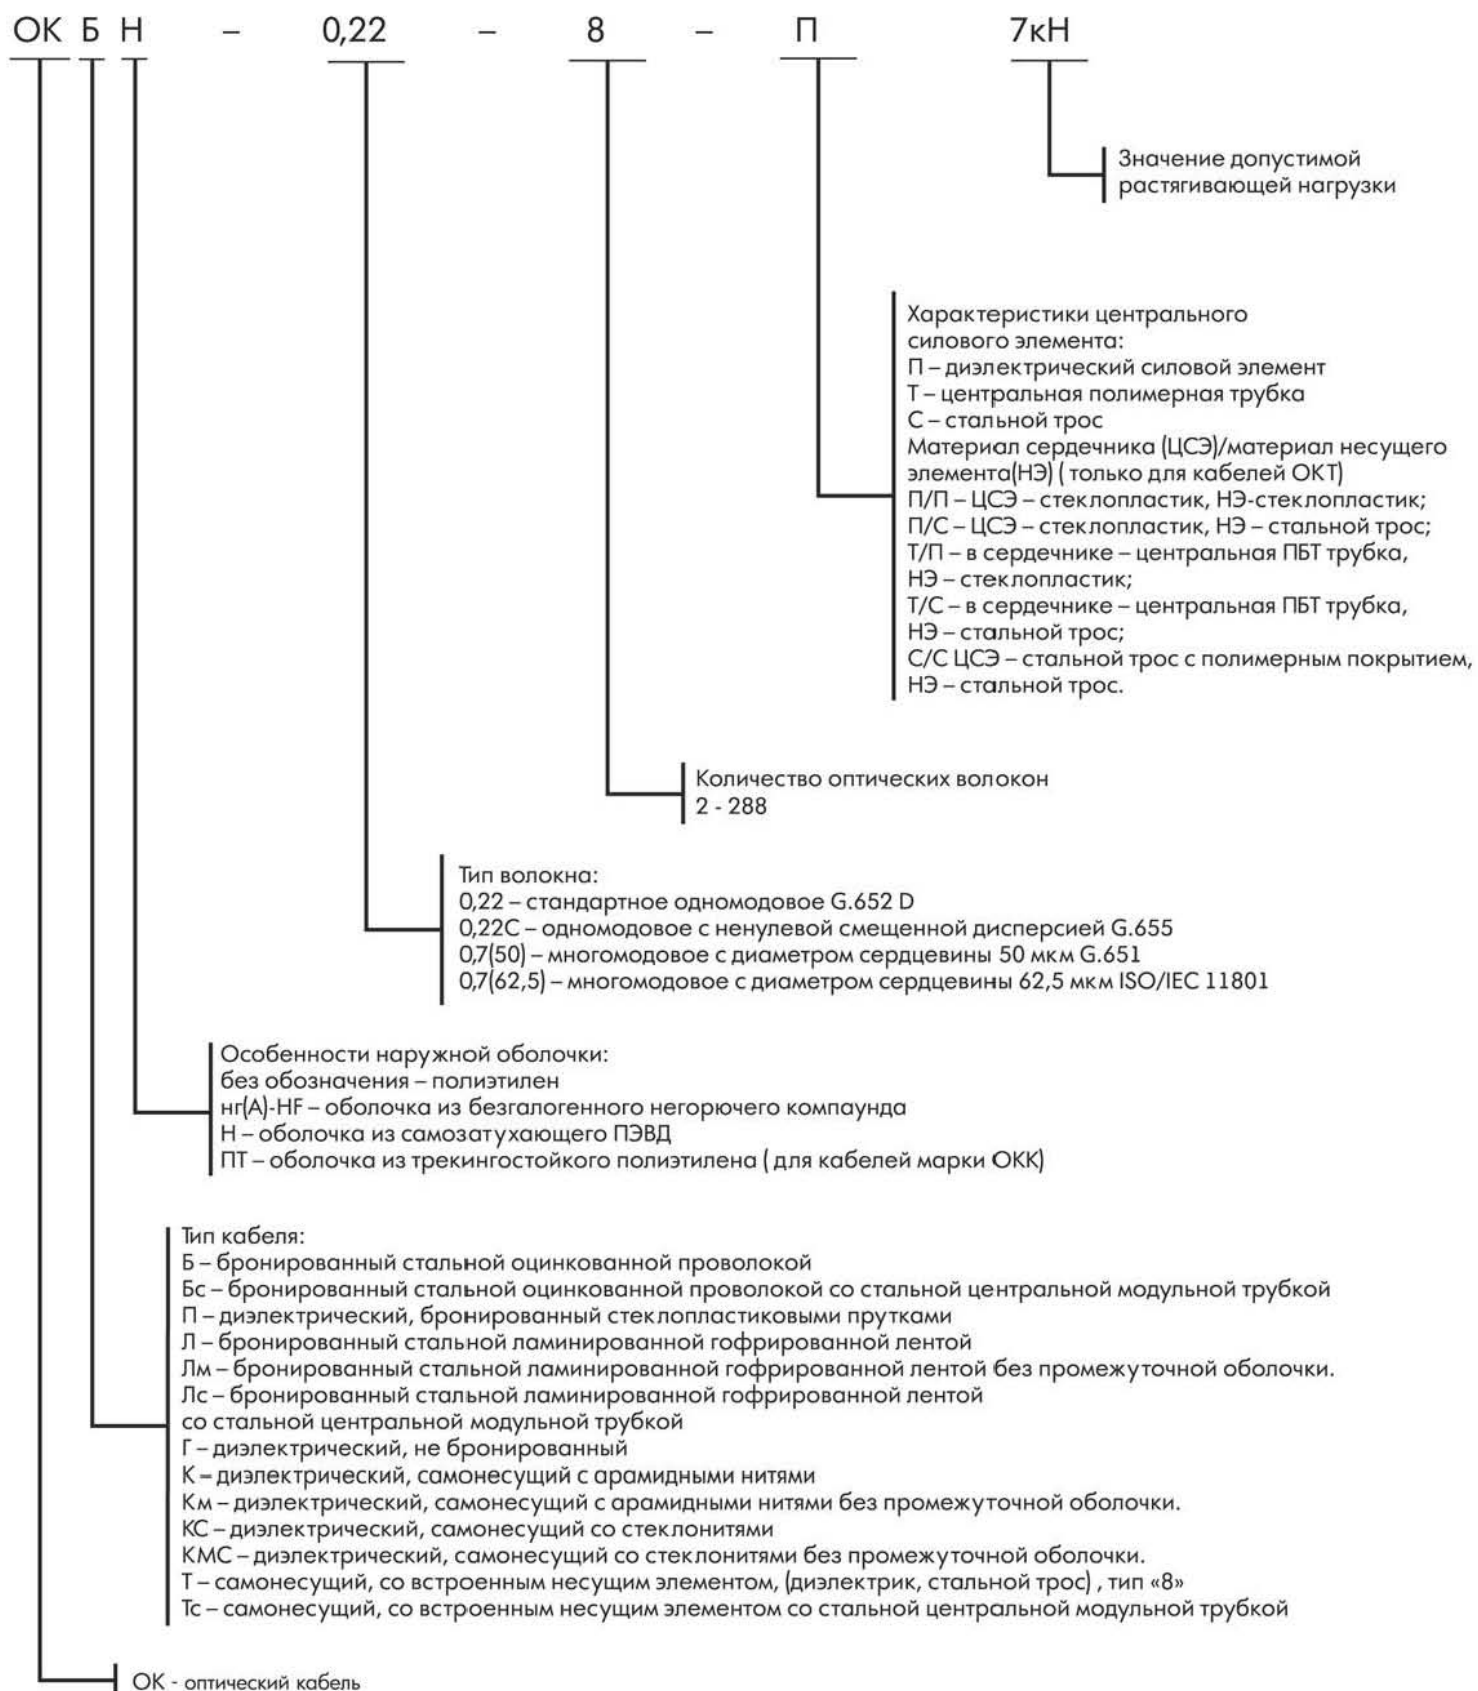 ОК Б Н – 0,22 – 8 – П 7кН
Значение допустимой
растягивающей нагрузки
Характеристики центрального
силового элемента:
П – диэлектрический силовой элемент
Т – центральная полимерная трубка
С – стальной трос
Материал сердечника (ЦСЭ)/материал несущего
элемента(НЭ) ( только для кабелей ОКТ)
П/П – ЦСЭ – стеклопластик, НЭ-стеклопластик;
П/С – ЦСЭ – стеклопластик, НЭ – стальной трос;
Т/П – в сердечнике – центральная ПБТ трубка,
НЭ – стеклопластик;
Т/С – в сердечнике – центральная ПБТ трубка,
НЭ – стальной трос;
С/С ЦСЭ – стальной трос с полимерным покрытием,
НЭ – стальной трос.
Количество оптических волокон
2 - 288
Тип волокна:
0,22 – стандартное одномодовое G.652 D
0,22С – одномодовое с ненулевой смещенной дисперсией G.655
0,7(50) – многомодовое с диаметром сердцевины 50 мкм G.651
0,7(62,5) – многомодовое с диаметром сердцевины 62,5 мкм ISO/IEC 11801
Особенности наружной оболочки:
без обозначения – полиэтилен
нг(А)-HF – оболочка из безгалогенного негорючего компаунда
Н – оболочка из самозатухающего ПЭВД
ПТ – оболочка из трекингостойкого полиэтилена ( для кабелей марки ОКК)
Тип кабеля:
Б – бронированный стальной оцинкованной проволокой
Бс – бронированный стальной оцинкованной проволокой со стальной центральной модульной трубкой
П – диэлектрический, бронированный стеклопластиковыми прутками
Л – бронированный стальной ламинированной гофрированной лентой
Лм – бронированный стальной ламинированной гофрированной лентой без промежуточной оболочки.
Лс – бронированный стальной ламинированной гофрированной лентой
со стальной центральной модульной трубкой
Г – диэлектрический, не бронированный
К – диэлектрический, самонесущий с арамидными нитями
Км – диэлектрический, самонесущий с арамидными нитями без промежуточной оболочки.
КС – диэлектрический, самонесущий со стеклонитями
КМС – диэлектрический, самонесущий со стеклонитями без промежуточной оболочки.
Т – самонесущий, со встроенным несущим элементом, (диэлектрик, стальной трос) , тип «8»
Тс – самонесущий, со встроенным несущим элементом со стальной центральной модульной трубкой
ОК - оптический кабель